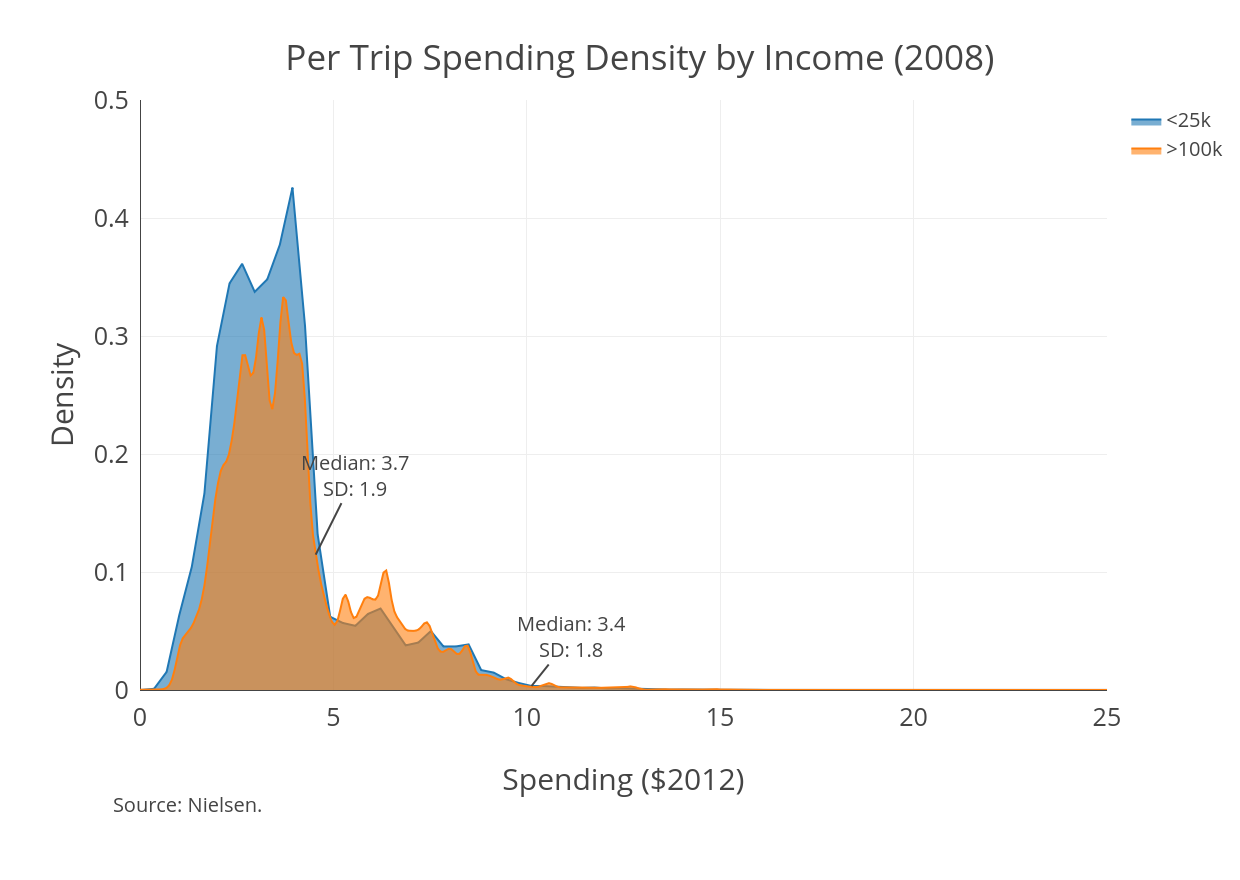 Per Trip Spending Density by Income (2008)
<25k
>100k
0.5
0.4
0.3
0.2
0.1
0
Density
Median: 3.7
SD: 1.9
Median: 3.4
SD: 1.8
0 5 10 15 20 25
Spending ($2012)
Source: Nielsen.